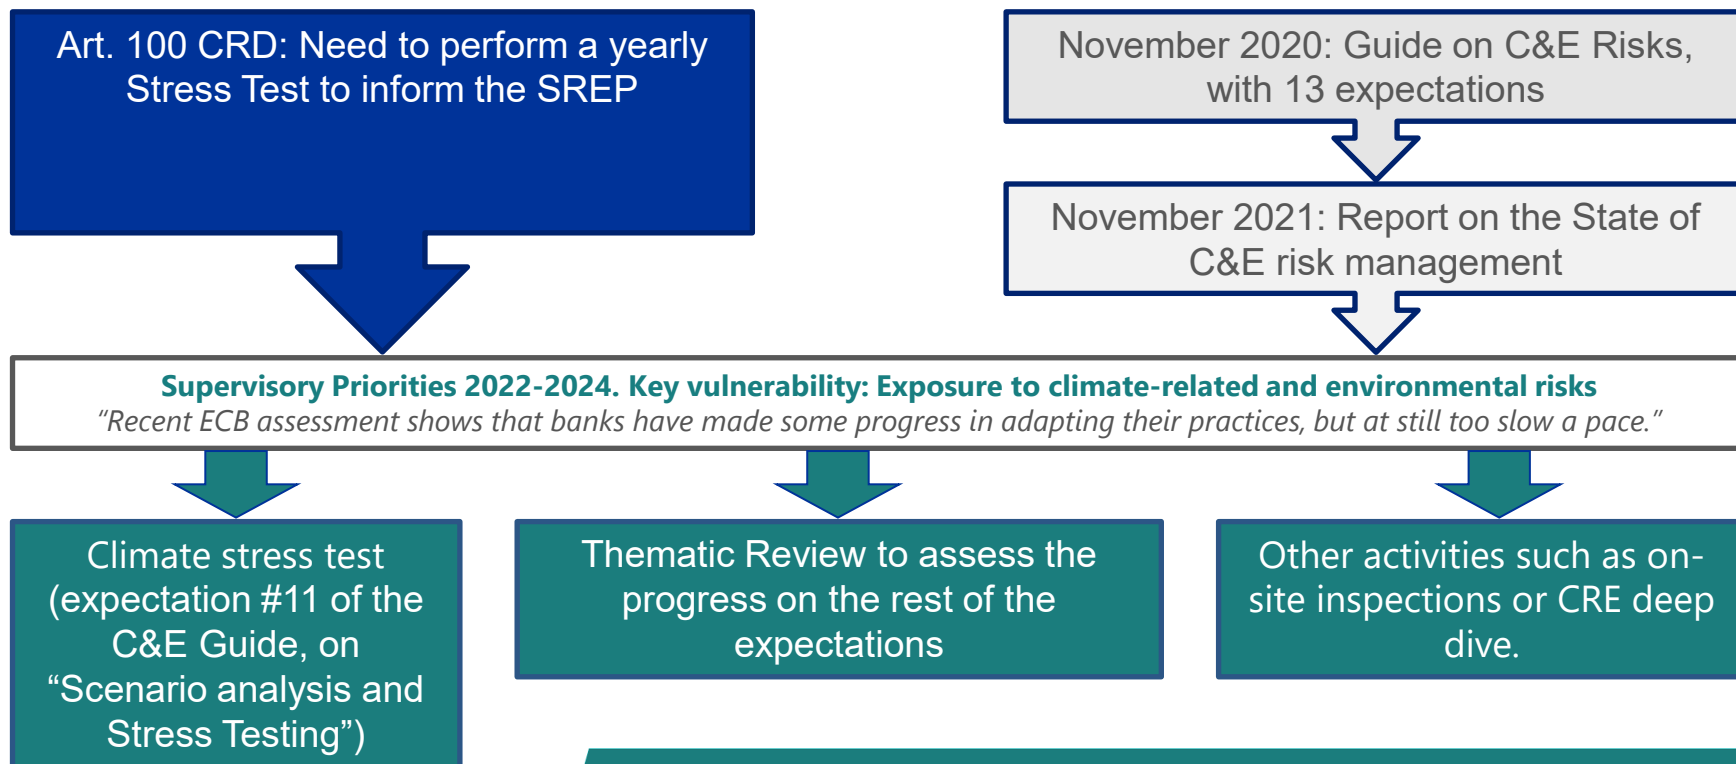 Art. 100 CRD: Need to perform a yearly
Stress Test to inform the SREP
November 2020: Guide on C&E Risks,
with 13 expectations
November 2021: Report on the State of
C&E risk management
Supervisory Priorities 2022-2024. Key vulnerability: Exposure to climate-related and environmental risks
“Recent ECB assessment shows that banks have made some progress in adapting their practices, but at still too slow a pace.”
Climate stress test
(expectation #11 of the
C&E Guide, on
“Scenario analysis and
Stress Testing”)
Thematic Review to assess the
progress on the rest of the
expectations
Other activities such as on-
site inspections or CRE deep
dive.